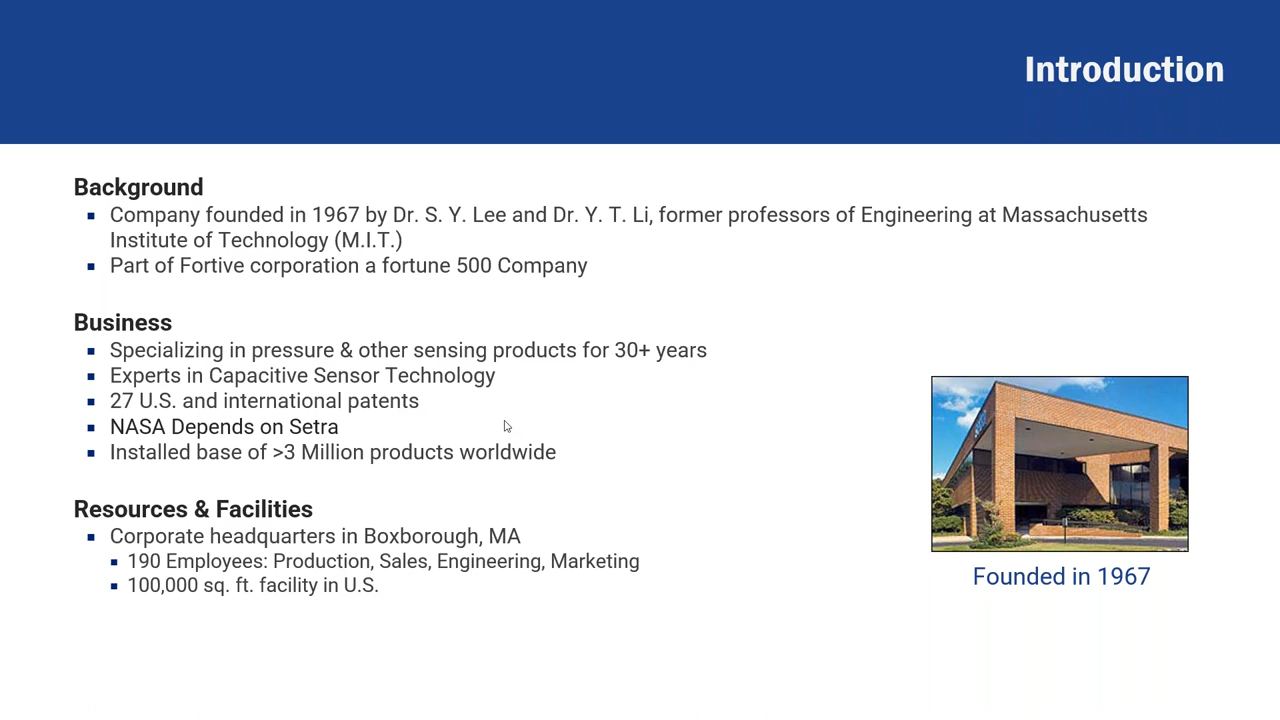 Introduction
Background
▪ Company founded in 1967 by Dr. S. Y. Lee and Dr. Y. T. Li, former professors of Engineering at Massachusetts
Institute of Technology (M.I.T.)
▪ Part of Fortive corporation a fortune 500 Company
Business
▪ Specializing in pressure & other sensing products for 30+ years
▪ Experts in Capacitive Sensor Technology
▪ 27 U.S. and international patents
▪ NASA Depends on Setra
▪ Installed base of >3 Million products worldwide
Resources & Facilities
▪ Corporate headquarters in Boxborough, MA
▪ 190 Employees: Production, Sales, Engineering, Marketing
▪ 100,000 sq. ft. facility in U.S.
Founded in 1967